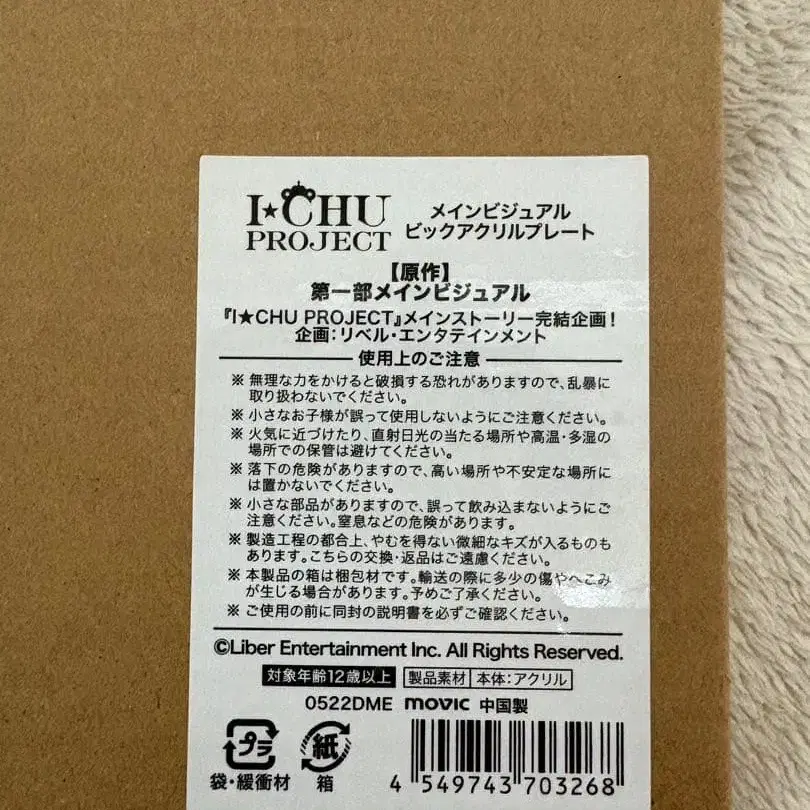 I★CHU
PROJECT
メインビジュアル
ビックアクリルプレート
【原作】
第一部メインビジュアル
『I★CHU PROJECT』メインストーリー完結企画!
企画:リベル・エンタテインメント
使用上のご注意
※ 無理な力をかけると破損する恐れがありますので、乱暴に
取り扱わないでください。
※ 小さなお子様が誤って使用しないようにご注意ください。
※ 火気に近づけたり、直射日光の当たる場所や高温・多湿の
場所での保管は避けてください。
※ 落下の危険がありますので、高い場所や不安定な場所に
は置かないでください。
※ 小さな部品がありますので、誤って飲み込まないようにご
注意ください。窒息などの危険があります。
※ 製造工程の都合上、やむを得ない微細なキズが入るものも
あります。こちらの交換・返品はご遠慮ください。
※ 本製品の箱は梱包材です。輸送の際に多少の傷やへこみ
が生じる場合があります。予めご了承ください。
※ ご使用の前に同封の説明書を必ずご確認ください。
©Liber Entertainment Inc. All Rights Reserved.
対象年齢12歳以上 製品素材 本体:アクリル
0522DME movic 中国製
プラ
袋・緩衝材
紙
箱
4 549743 703268